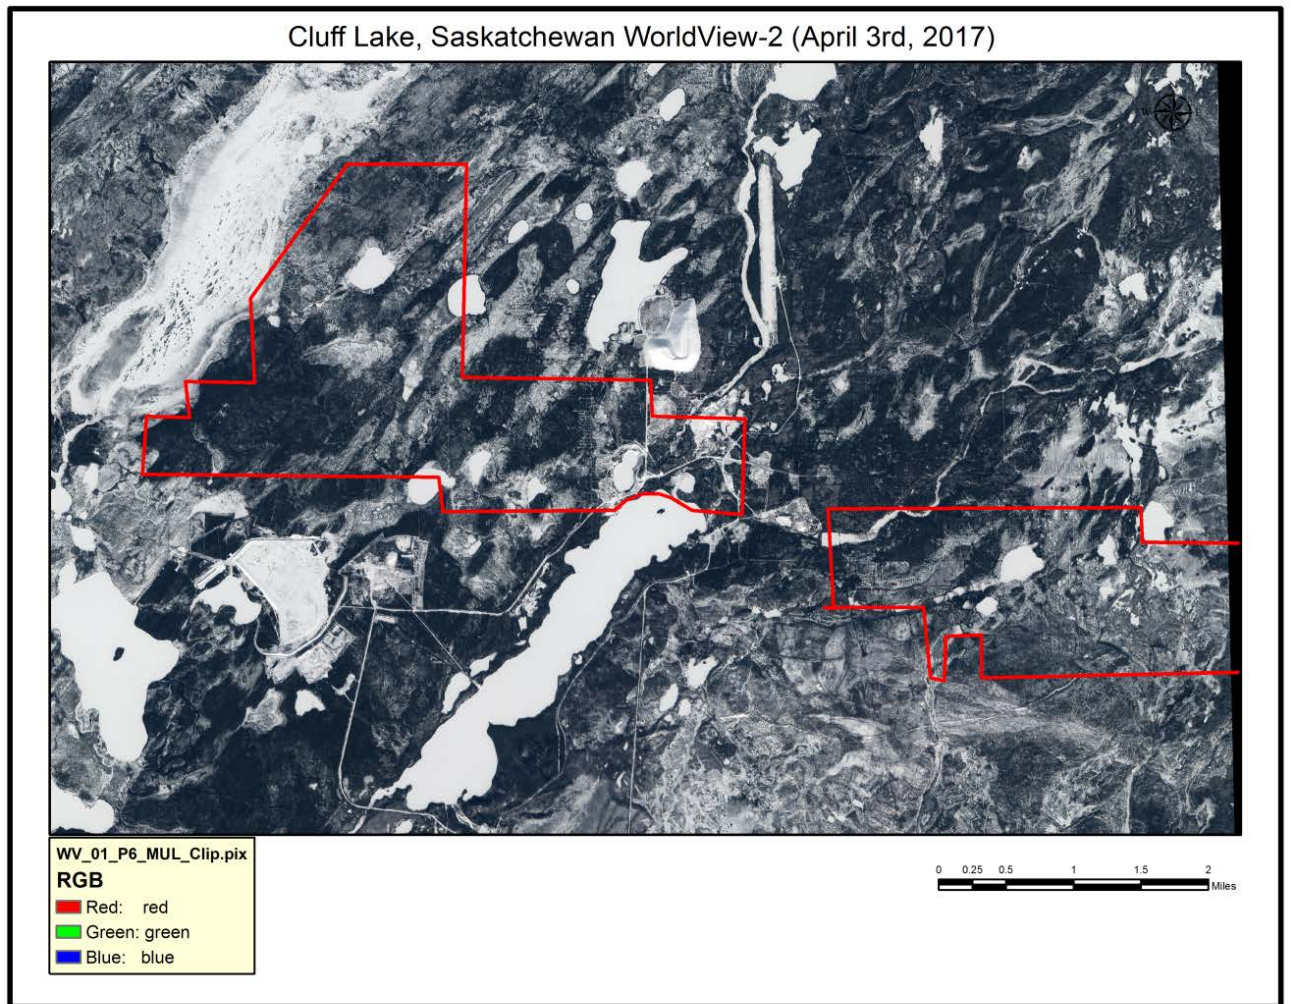 Cluff Lake, Saskatchewan WorldView-2 (April 3rd, 2017)
WV_01_P6_MUL_Clip.pix
RGB
Red: red
Green: green
Blue: blue
0 0.25 0.5 1 1.5 2
Miles